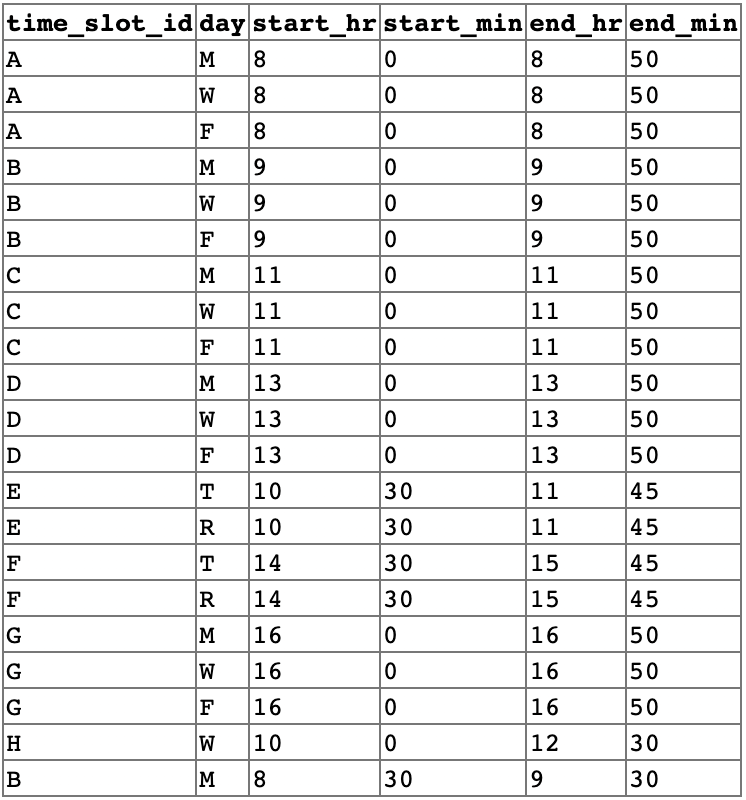 time_slot_id day start_hr start_min end_hr end_min
A M 8 0 8 50
A W 8 0 8 50
A F 8 0 8 50
B M 9 0 9 50
B W 9 0 9 50
B F 9 0 9 50
C M 11 0 11 50
C W 11 0 11 50
C F 11 0 11 50
D M 13 0 13 50
D W 13 0 13 50
D F 13 0 13 50
E T 10 30 11 45
E R 10 30 11 45
F T 14 30 15 45
F R 14 30 15 45
G M 16 0 16 50
G W 16 0 16 50
G F 16 0 16 50
H W 10 0 12 30
B M 8 30 9 30